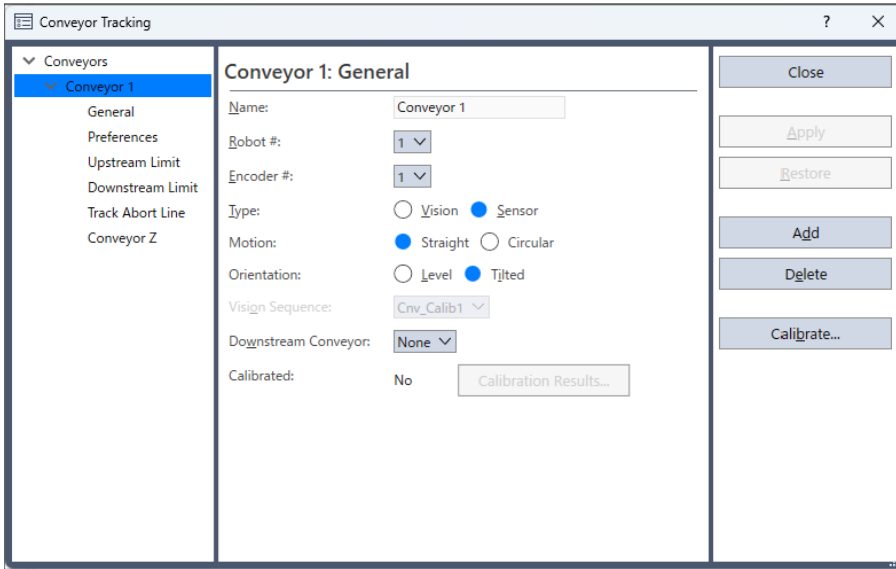 Conveyor Tracking
?
Conveyors
Conveyor 1
General
Preferences
Upstream Limit
Downstream Limit
Track Abort Line
Conveyor Z
Conveyor 1: General
Name: Conveyor 1
Robot #: 1
Encoder #: 1
Type: Vision Sensor
Motion: Straight Circular
Orientation: Level Tilted
Vision Sequence: Cnv_Calib1
Downstream Conveyor: None
Calibrated: No Calibration Results...
Close
Apply
Restore
Add
Delete
Calibrate...